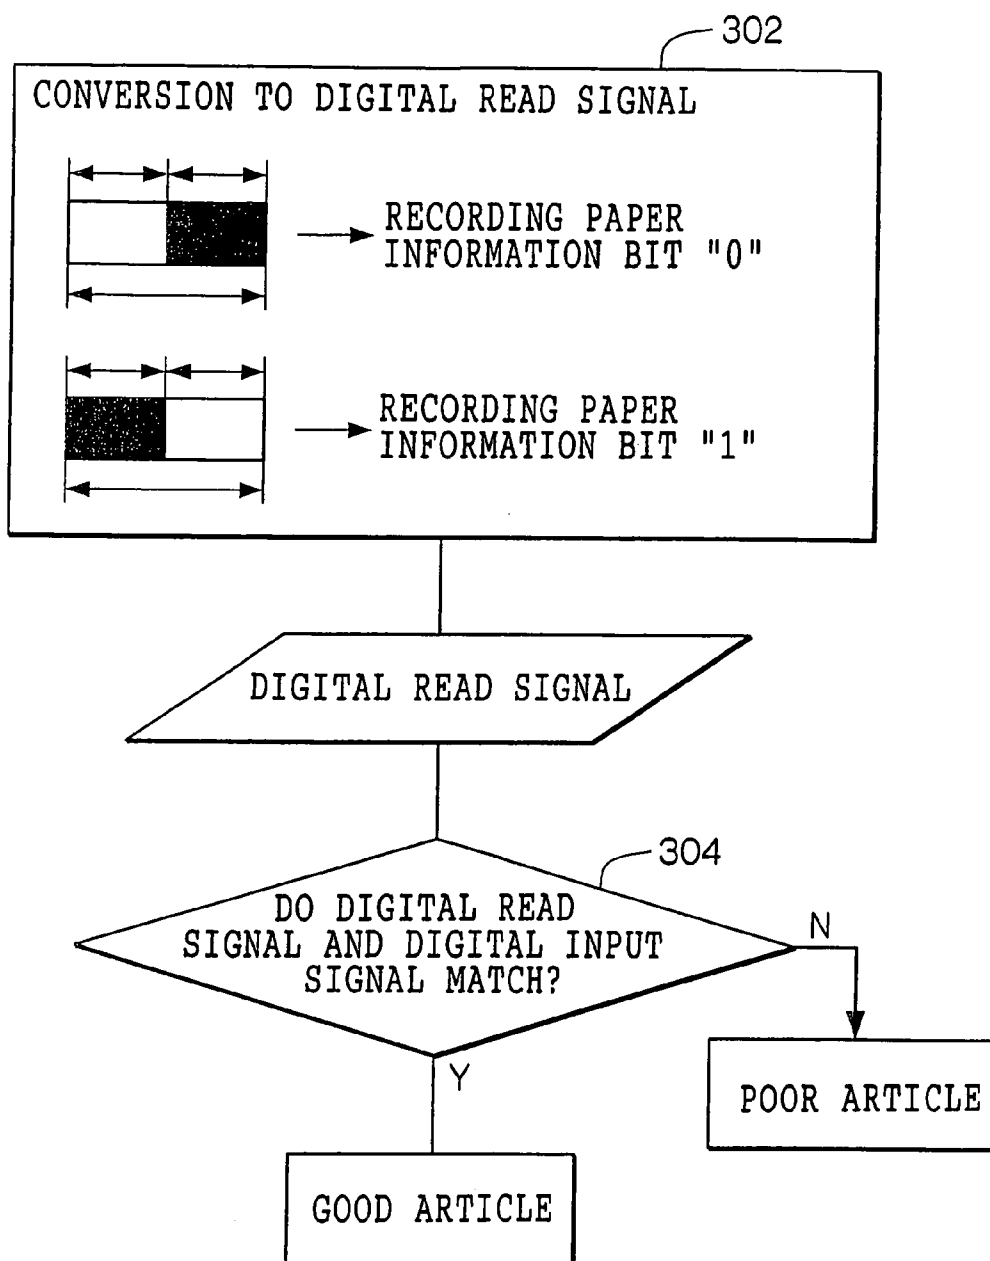 302
CONVERSION TO DIGITAL READ SIGNAL
RECORDING PAPER
INFORMATION BIT "0"
RECORDING PAPER
INFORMATION BIT "1"
DIGITAL READ SIGNAL
304
DO DIGITAL READ
SIGNAL AND DIGITAL INPUT
SIGNAL MATCH?
N
Y
POOR ARTICLE
GOOD ARTICLE